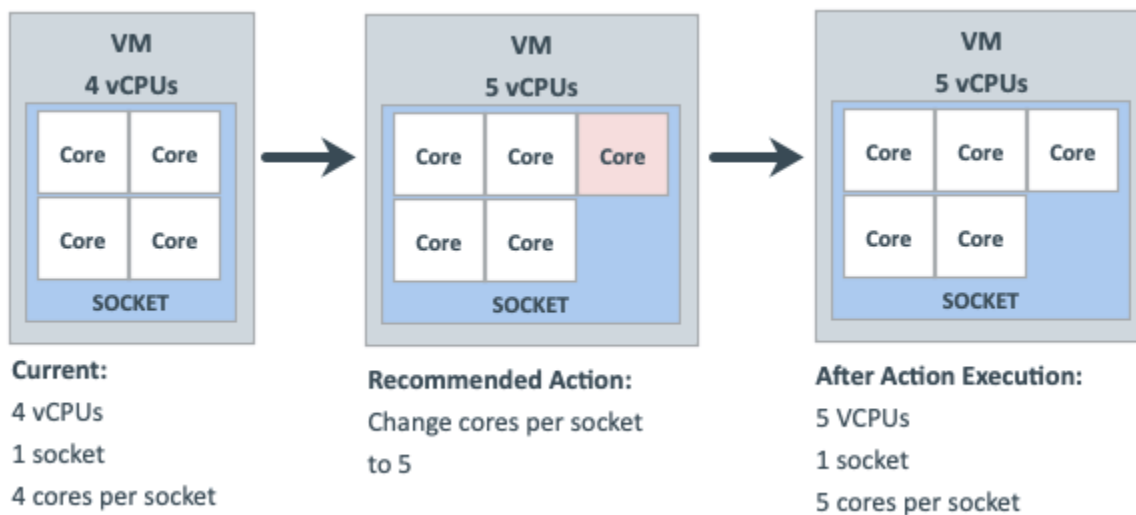 VM
4 vCPUs
Core
Core
Core
Core
SOCKET
Current:
4 vCPUs
1 socket
4 cores per socket
VM
5 vCPUs
Core
Core
Core
Core
Core
SOCKET
Recommended Action:
Change cores per socket
to 5
VM
5 vCPUs
Core
Core
Core
Core
Core
SOCKET
After Action Execution:
5 VCPUs
1 socket
5 cores per socket